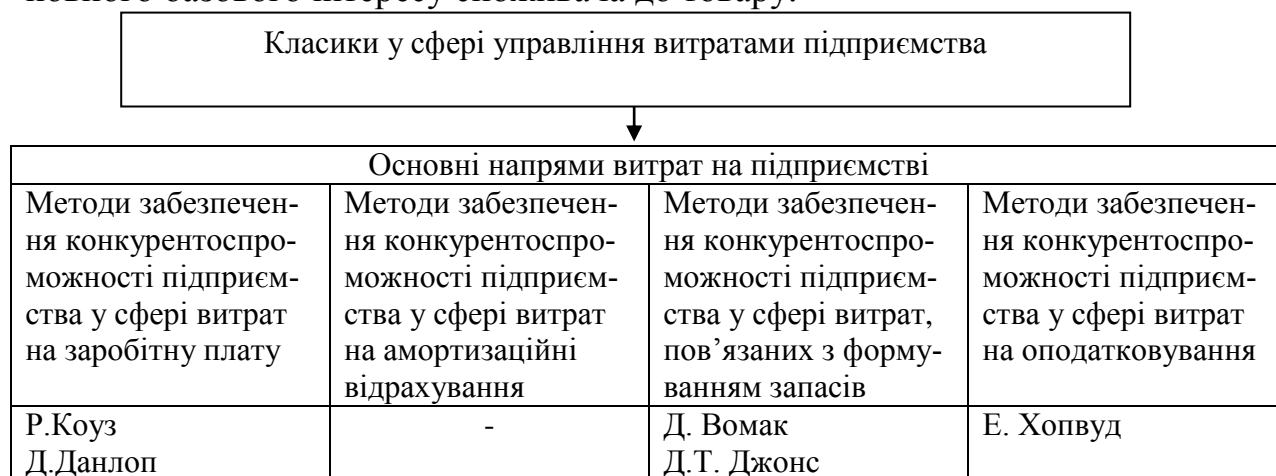 новного базового інтересу споживача до товару.
Класики у сфері управління витратами підприємства
Основні напрями витрат на підприємстві
Методи забезпечен-
ня конкурентоспро-
можності підприєм-
ства у сфері витрат
на заробітну плату
Методи забезпечен-
ня конкурентоспро-
можності підприєм-
ства у сфері витрат
на амортизаційні
відрахування
Методи забезпечен-
ня конкурентоспро-
можності підприєм-
ства у сфері витрат,
пов’язаних з форму-
ванням запасів
Методи забезпечен-
ня конкурентоспро-
можності підприєм-
ства у сфері витрат
на оподатковування
Р.Коуз
Д.Данлоп
-
Д. Вомак
Д.Т. Джонс
Е. Хопвуд